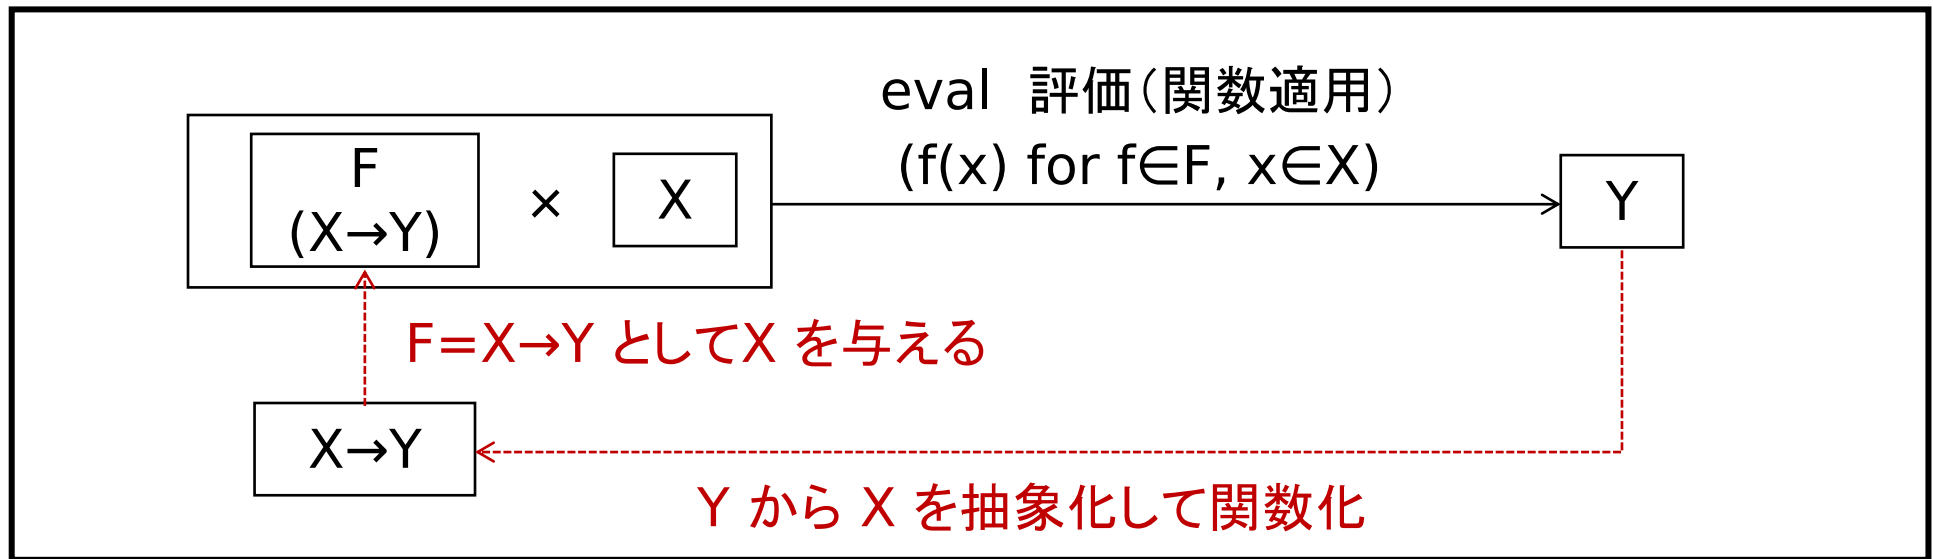 eval 評価（関数適用）
(f(x) for f∈F, x∈X)
F
(X→Y)
×
X
Y
F=X→Y としてX を与える
X→Y
Y から X を抽象化して関数化